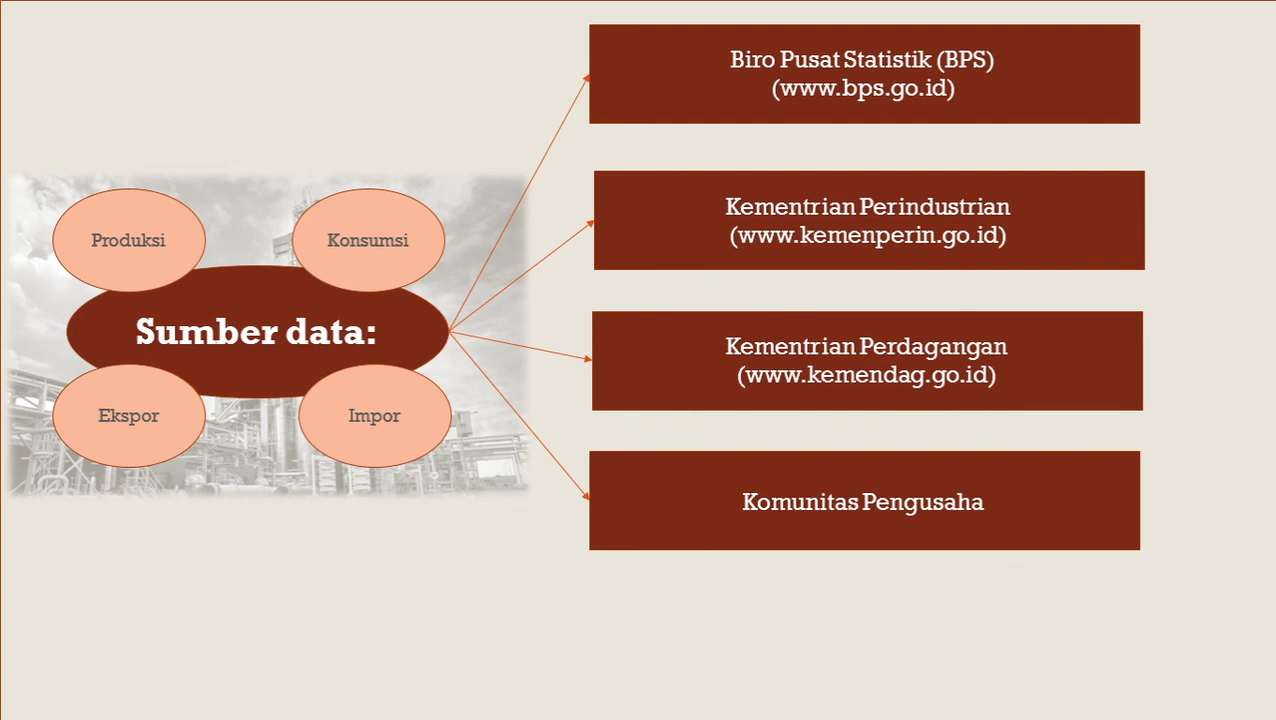 Produksi
Konsumsi
Sumber data:
Ekspor
Impor
Biro Pusat Statistik (BPS)
(www.bps.go.id)
Kementrian Perindustrian
(www.kemenperin.go.id)
Kementrian Perdagangan
(www.kemendag.go.id)
Komunitas Pengusaha